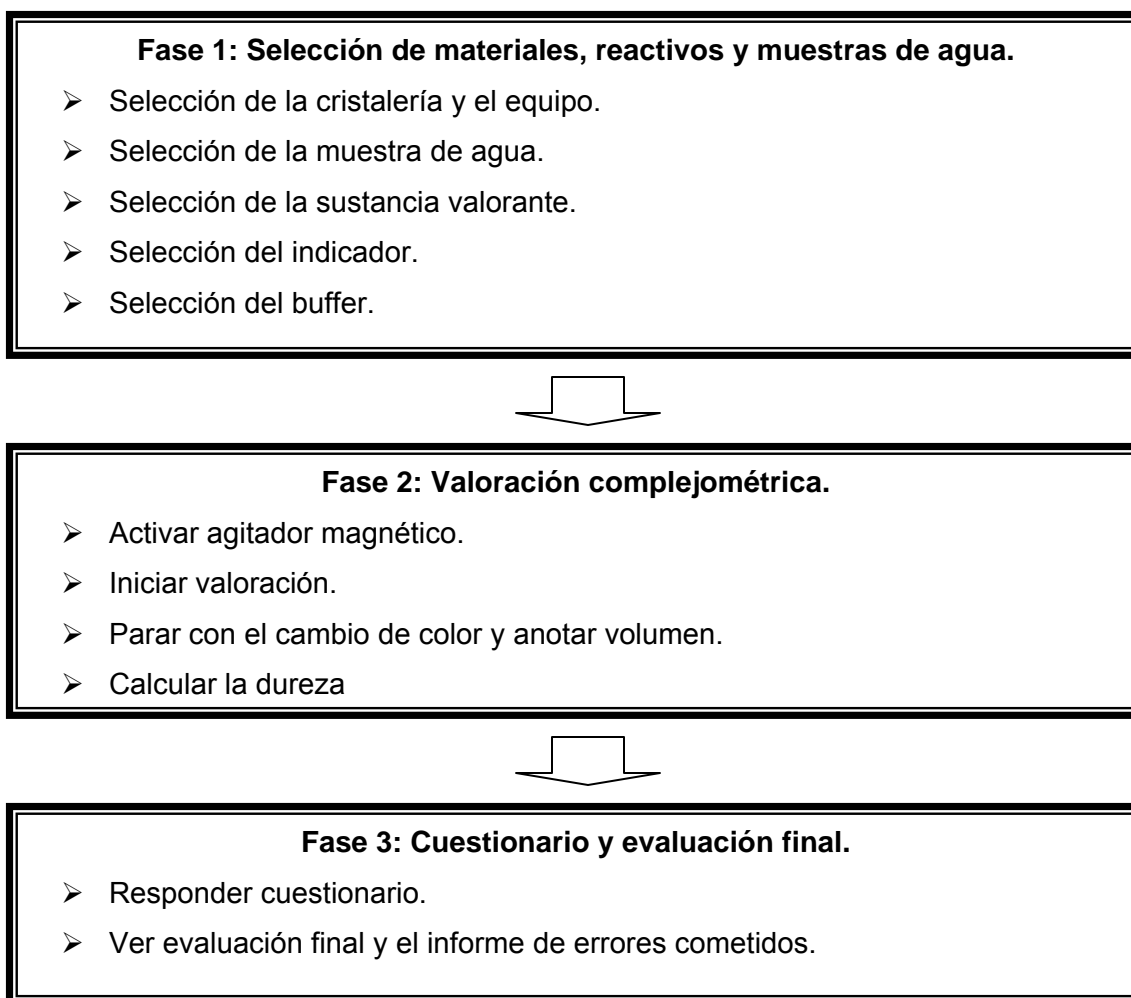 Fase 1: Selección de materiales, reactivos y muestras de agua.
➢ Selección de la cristalería y el equipo.
➢ Selección de la muestra de agua.
➢ Selección de la sustancia valorante.
➢ Selección del indicador.
➢ Selección del buffer.
Fase 2: Valoración complejométrica.
➢ Activar agitador magnético.
➢ Iniciar valoración.
➢ Parar con el cambio de color y anotar volumen.
➢ Calcular la dureza
Fase 3: Cuestionario y evaluación final.
➢ Responder cuestionario.
➢ Ver evaluación final y el informe de errores cometidos.